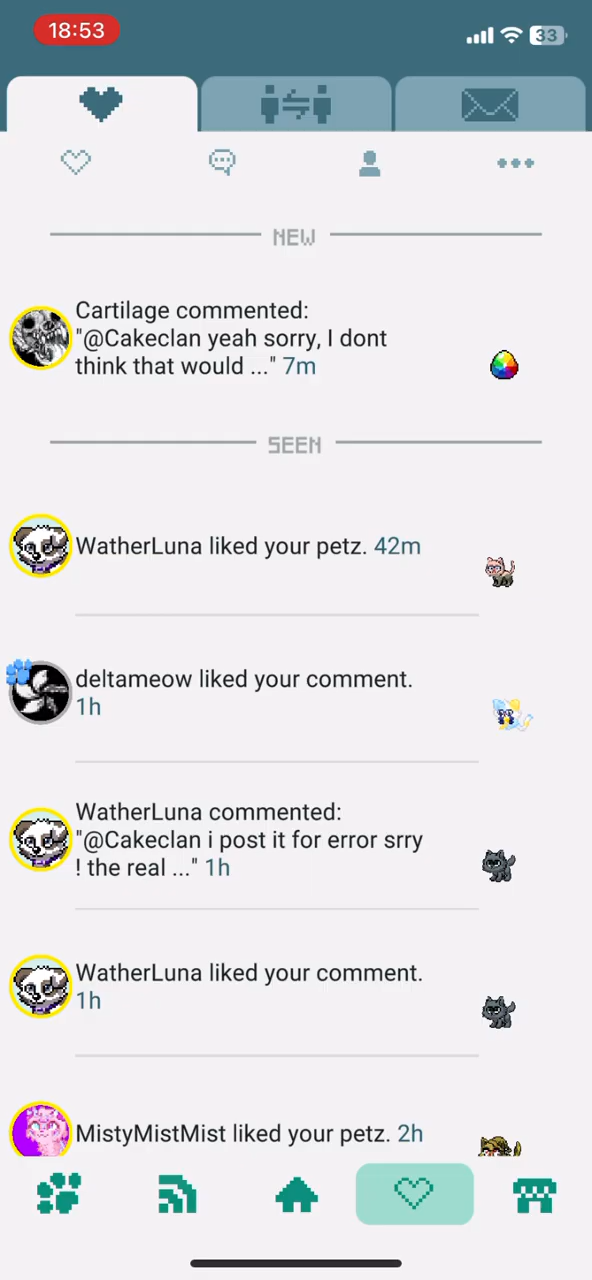 18:53
33
NEW
Cartilage commented:
"@Cakeclan yeah sorry, I dont
think that would ..." 7m
SEEN
WatherLuna liked your petz. 42m
deltameow liked your comment.
1h
WatherLuna commented:
"@Cakeclan i post it for error srry
! the real ..." 1h
WatherLuna liked your comment.
1h
MistyMistMist liked your petz. 2h